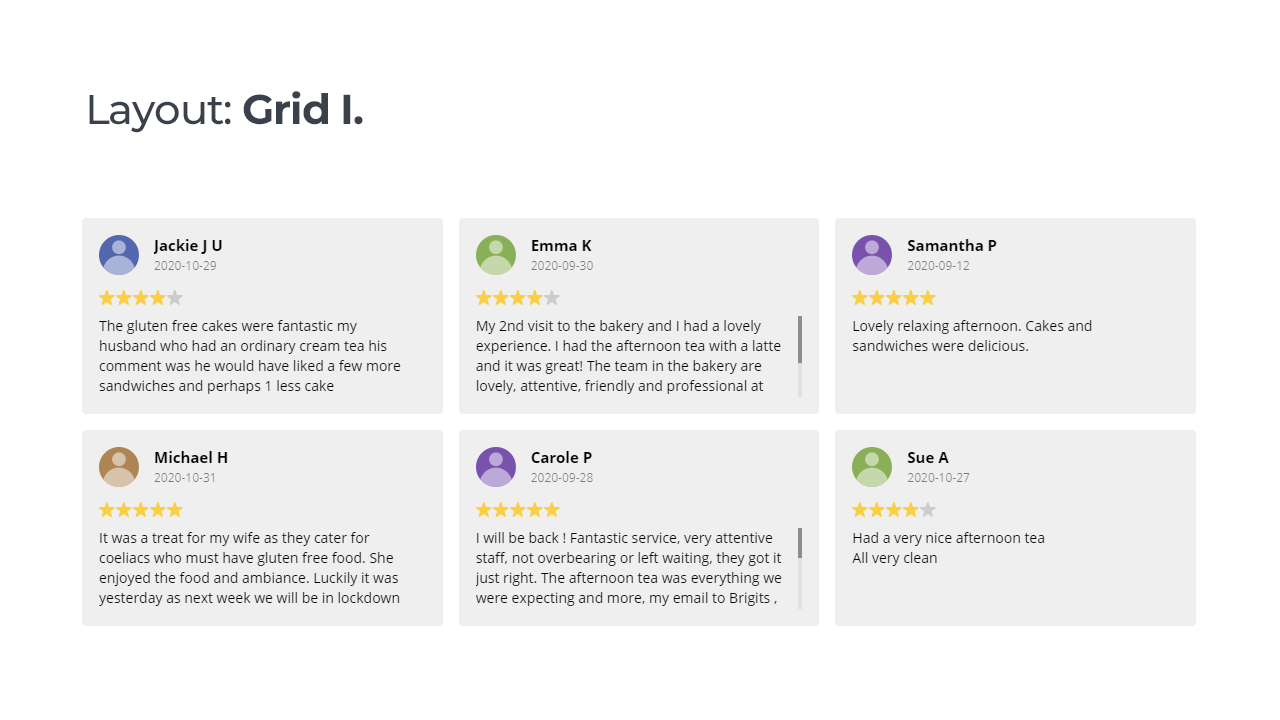 Layout: Grid I.
Jackie J U
2020-10-29
The gluten free cakes were fantastic my
husband who had an ordinary cream tea his
comment was he would have liked a few more
sandwiches and perhaps 1 less cake
Emma K
2020-09-30
My 2nd visit to the bakery and I had a lovely
experience. I had the afternoon tea with a latte
and it was great! The team in the bakery are
lovely, attentive, friendly and professional at
Samantha P
2020-09-12
Lovely relaxing afternoon. Cakes and
sandwiches were delicious.
Michael H
2020-10-31
It was a treat for my wife as they cater for
coeliacs who must have gluten free food. She
enjoyed the food and ambiance. Luckily it was
yesterday as next week we will be in lockdown
Carole P
2020-09-28
I will be back ! Fantastic service, very attentive
staff, not overbearing or left waiting, they got it
just right. The afternoon tea was everything we
were expecting and more, my email to Brigits ,
Sue A
2020-10-27
Had a very nice afternoon tea
All very clean